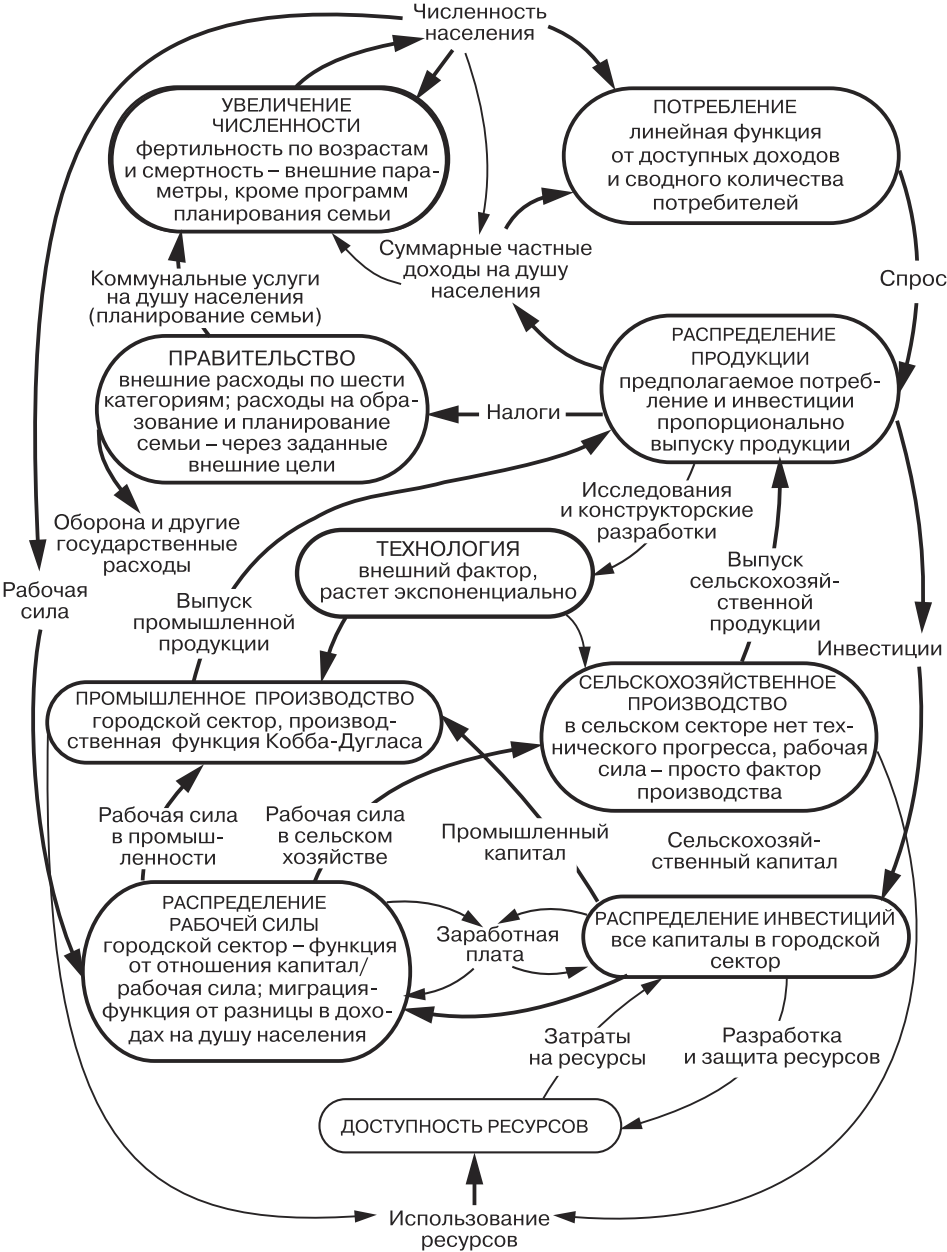 Численность
населения
УВЕЛИЧЕНИЕ
ЧИСЛЕННОСТИ
фертильность по возрастам
и смертность – внешние пара-
метры, кроме программ
планирования семьи
ПОТРЕБЛЕНИЕ
линейная функция
от доступных доходов
и сводного количества
потребителей
Суммарные частные
доходы на душу
населения
Спрос
Коммунальные услуги
на душу населения
(планирование семьи)
ПРАВИТЕЛЬСТВО
внешние расходы по шести
категориям; расходы на обра-
зование и планирование
семьи – через заданные
внешние цели
Налоги
РАСПРЕДЕЛЕНИЕ
ПРОДУКЦИИ
предполагаемое потреб-
ление и инвестиции
пропорционально
выпуску продукции
Оборона и другие
государственные
расходы
Исследования
и конструкторские
разработки
ТЕХНОЛОГИЯ
внешний фактор,
растет экспоненциально
Рабочая
сила
Выпуск
промышленной
продукции
Выпуск
сельскохозяй-
ственной
продукции
Инвестиции
ПРОМЫШЛЕННОЕ ПРОИЗВОДСТВО
городской сектор, производ-
ственная функция Кобба-Дугласа
СЕЛЬСКОХОЗЯЙСТВЕННОЕ
ПРОИЗВОДСТВО
в сельском секторе нет тех-
нического прогресса, рабочая
сила – просто фактор
производства
Рабочая сила
в промыш-
ленности
Рабочая сила
в сельском
хозяйстве
Промышленный
капитал
Сельскохозяй-
ственный капитал
РАСПРЕДЕЛЕНИЕ
РАБОЧЕЙ СИЛЫ
городской сектор – функция
от отношения капитал/
рабочая сила; миграция-
функция от разницы в дохо-
дах на душу населения
Заработная
плата
РАСПРЕДЕЛЕНИЕ ИНВЕСТИЦИЙ
все капиталы в городской
сектор
Затраты
на ресурсы
Разработка
и защита ресурсов
ДОСТУПНОСТЬ РЕСУРСОВ
Использование
ресурсов